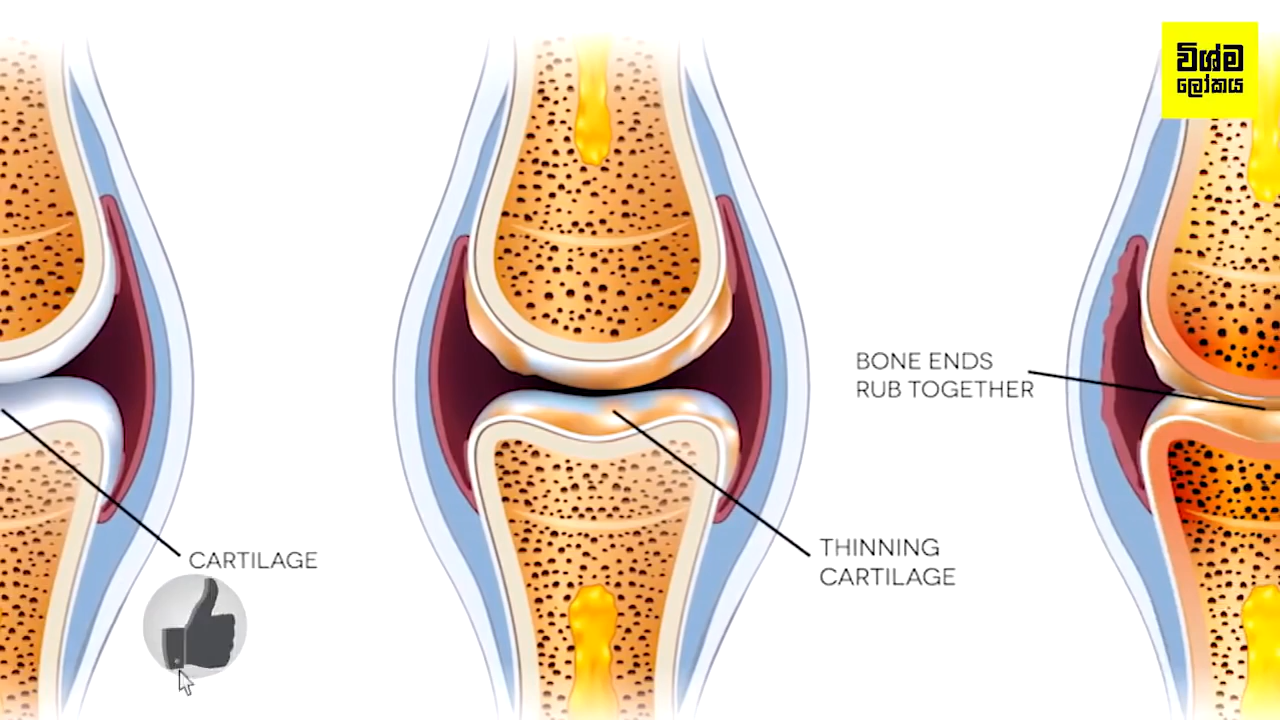 විශ්ම
ලෝකය
BONE ENDS
RUB TOGETHER
THINNING
CARTILAGE
CARTILAGE